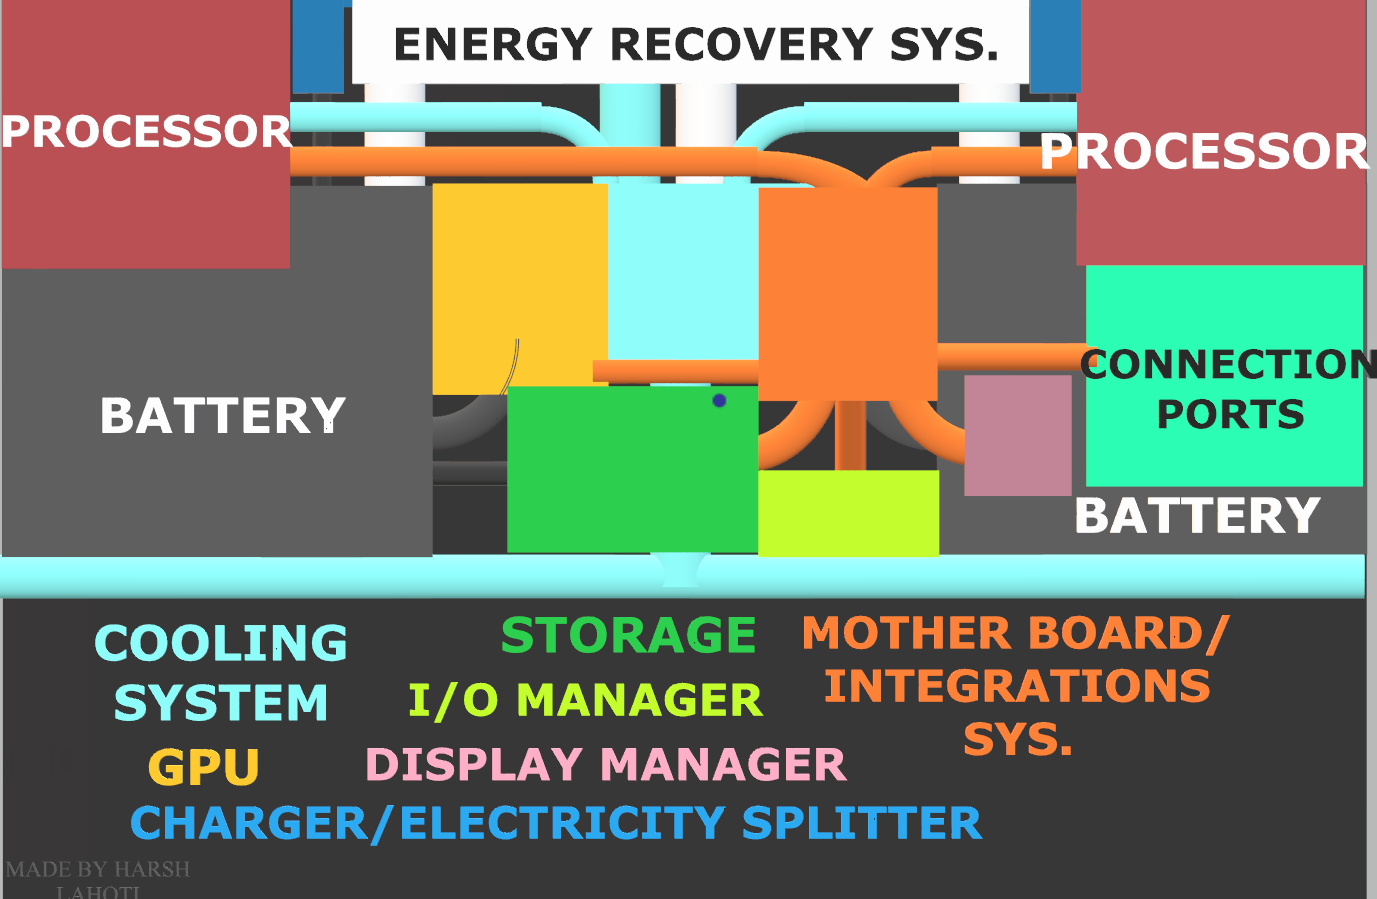 ENERGY RECOVERY SYS.
PROCESSOR
PROCESSOR
CONNECTION
PORTS
BATTERY
BATTERY
COOLING
SYSTEM
STORAGE
I/O MANAGER
MOTHER BOARD/
INTEGRATIONS
SYS.
GPU
DISPLAY MANAGER
CHARGER/ELECTRICITY SPLITTER
MADE BY HARSH
LAHOTI